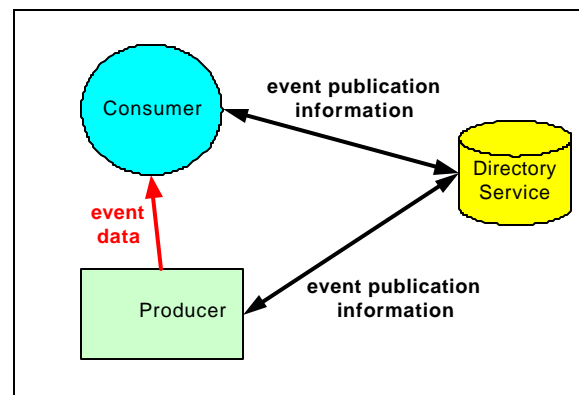 Consumer
event publication
information
Directory
Service
event
data
Producer
event publication
information